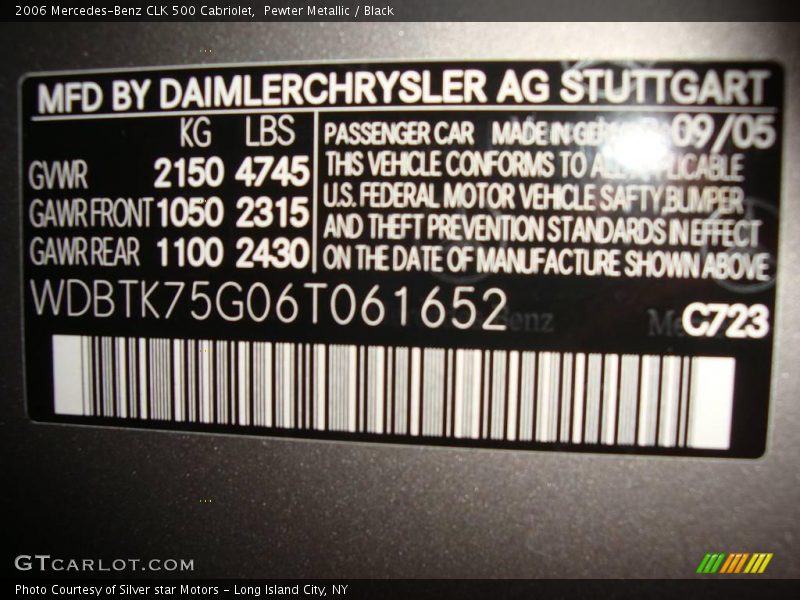 2006 Mercedes-Benz CLK 500 Cabriolet, Pewter Metallic / Black
MFD BY DAIMLERCHRYSLER AG STUTTGART
KG LBS
GVWR 2150 4745
GAWR FRONT 1050 2315
GAWR REAR 1100 2430
PASSENGER CAR MADE IN 09/05
THIS VEHICLE CONFORMS TO ALL APPLICABLE
U.S. FEDERAL MOTOR VEHICLE SAFTY,BUMPER
AND THEFT PREVENTION STANDARDS IN EFFECT
ON THE DATE OF MANUFACTURE SHOWN ABOVE
WDBTK75G06T061652
C723
GTCARLOT.COM
Photo Courtesy of Silver star Motors - Long Island City, NY